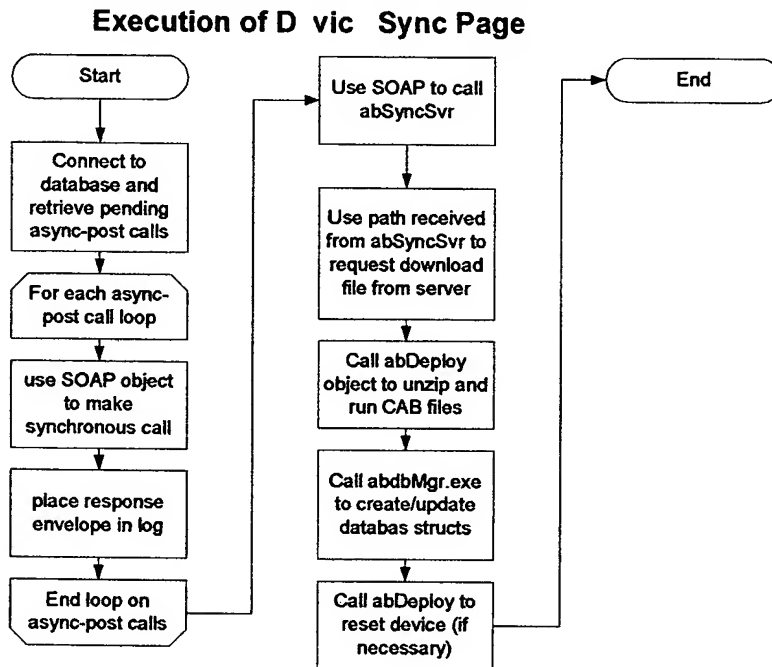 Execution of D vic Sync Page
Start
Connect to
database and
retrieve pending
async-post calls
For each async-
post call loop
use SOAP object
to make
synchronous call
place response
envelope in log
End loop on
async-post calls
Use SOAP to call
abSyncSvr
Use path received
from abSyncSvr to
request download
file from server
Call abDeploy
object to unzip and
run CAB files
Call abdbMgr.exe
to create/update
databas structs
Call abDeploy to
reset device (if
necessary)
End